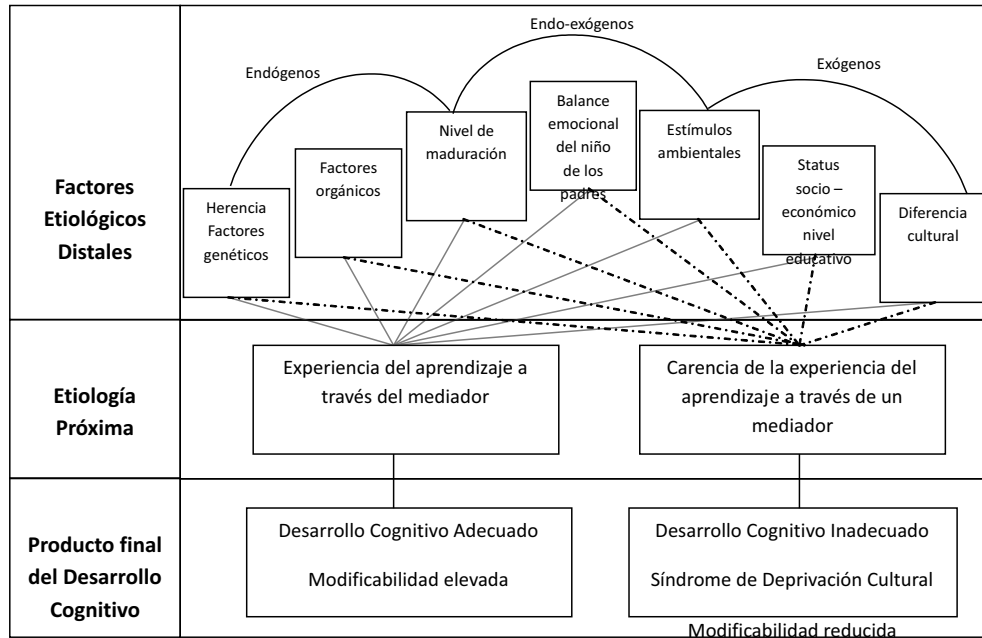 Endo-exógenos
Endógenos
Exógenos
Factores
Etiológicos
Distales
Herencia
Factores
genéticos
Factores
orgánicos
Nivel de
maduración
Balance
emocional
del niño
de los
padres
Estímulos
ambientales
Status
socio –
económico
nivel
educativo
Diferencia
cultural
Etiología
Próxima
Experiencia del aprendizaje a
través del mediador
Carencia de la experiencia del
aprendizaje a través de un
mediador
Producto final
del Desarrollo
Cognitivo
Desarrollo Cognitivo Adecuado
Modificabilidad elevada
Desarrollo Cognitivo Inadecuado
Síndrome de Deprivación Cultural
Modificabilidad reducida